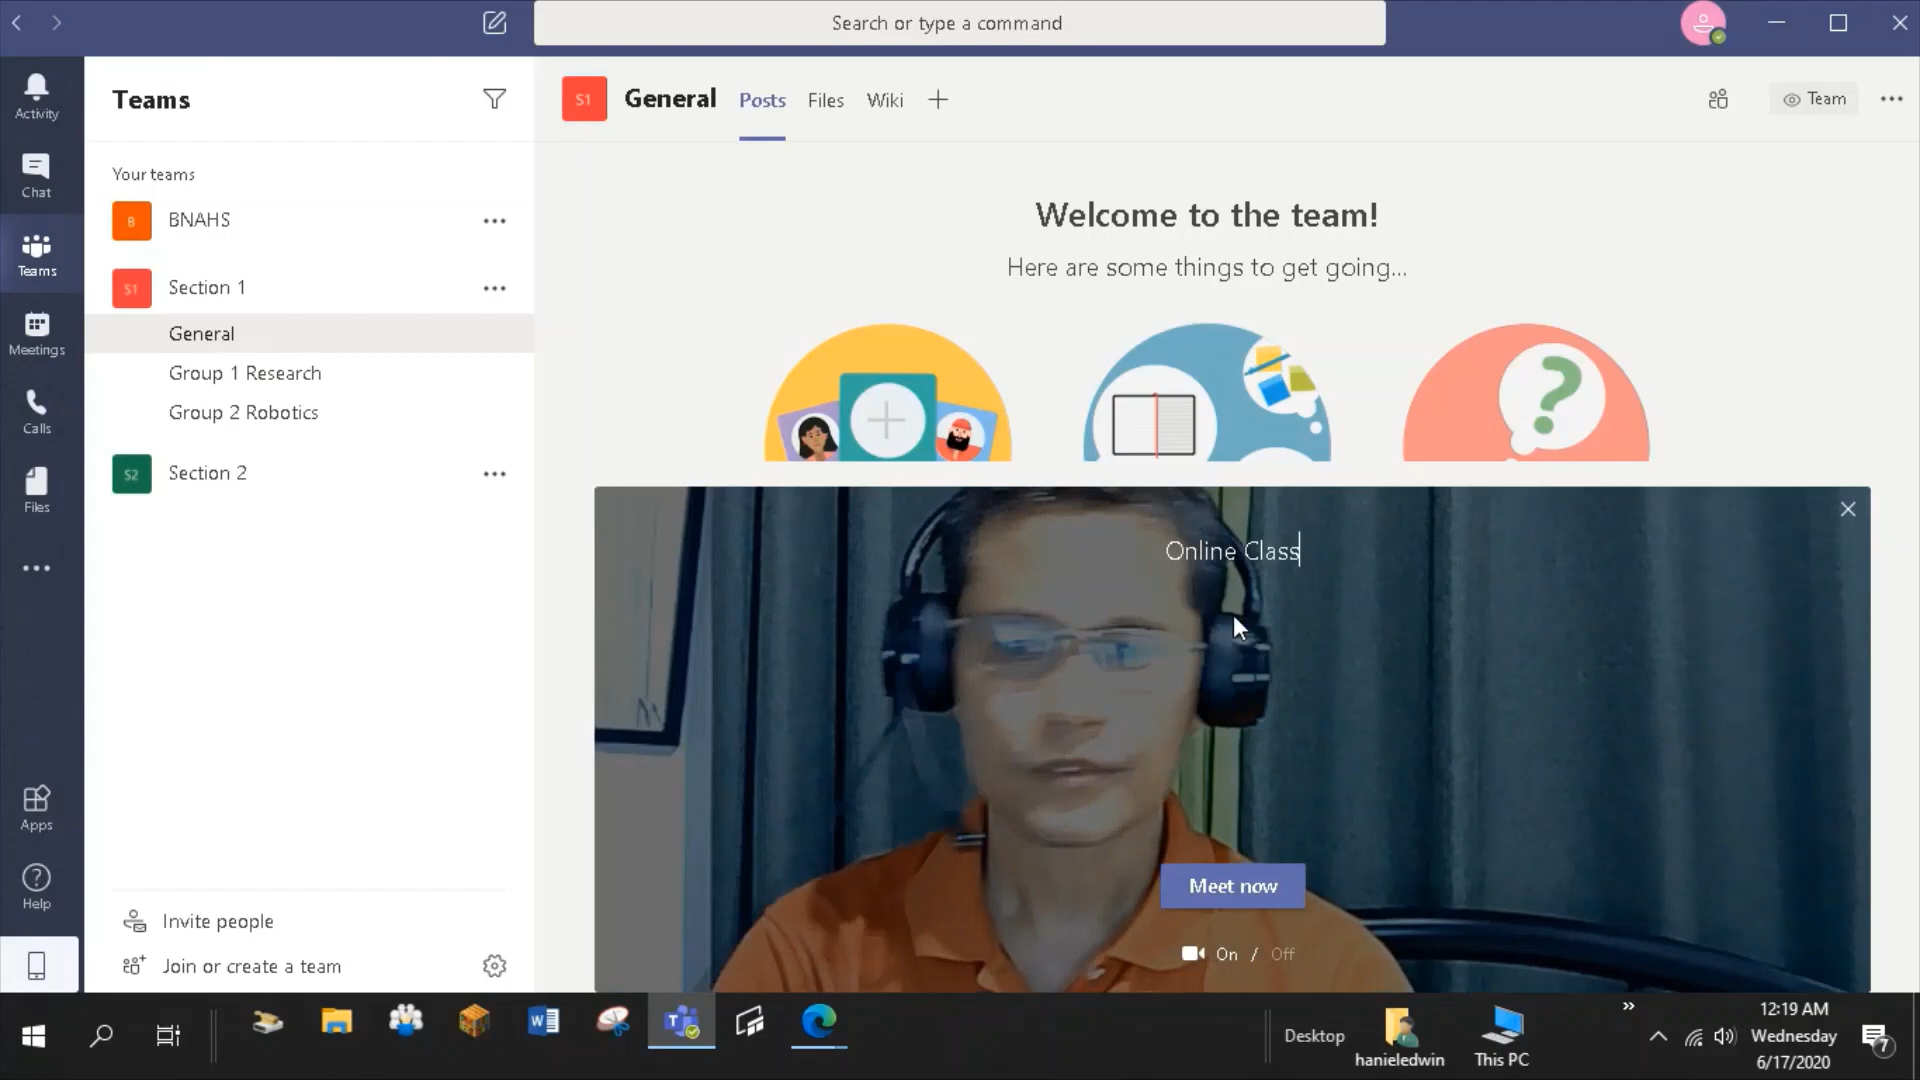 Search or type a command
Activity
Chat
Teams
Meetings
Calls
Files
Apps
Help
Teams
Your teams
B
BNAHS
S1
Section 1
General
Group 1 Research
Group 2 Robotics
S2
Section 2
Invite people
Join or create a team
S1
General
Posts
Files
Wiki
Team
Welcome to the team!
Here are some things to get going...
?
Online Class
Meet now
On / Off
Desktop
hanieledwin
This PC
12:19 AM
Wednesday
6/17/2020
7